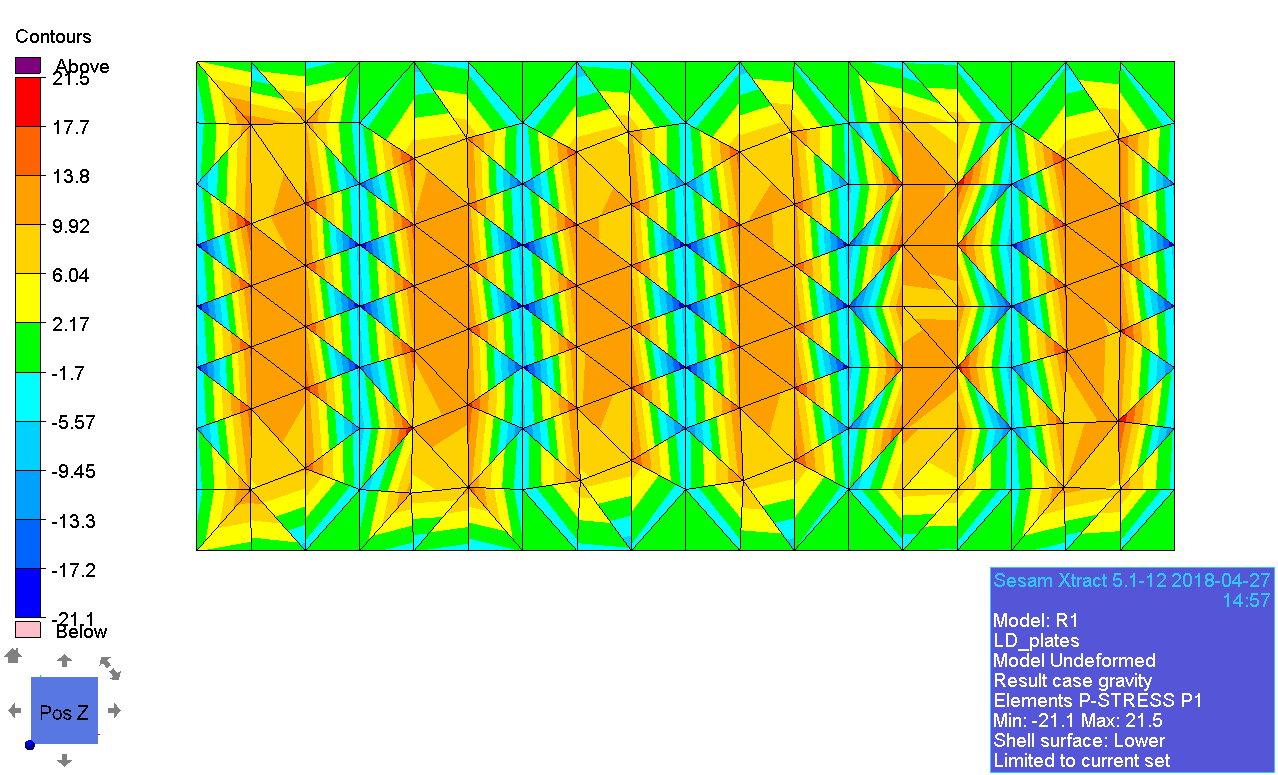 Contours
Above
21.5
17.7
13.8
9.92
6.04
2.17
-1.7
-5.57
-9.45
-13.3
-17.2
-21.1
Below
Pos Z
Sesam Xtract 5.1-12 2018-04-27
14:57
Model: R1
LD_plates
Model Undeformed
Result case gravity
Elements P-STRESS P1
Min: -21.1 Max: 21.5
Shell surface: Lower
Limited to current set